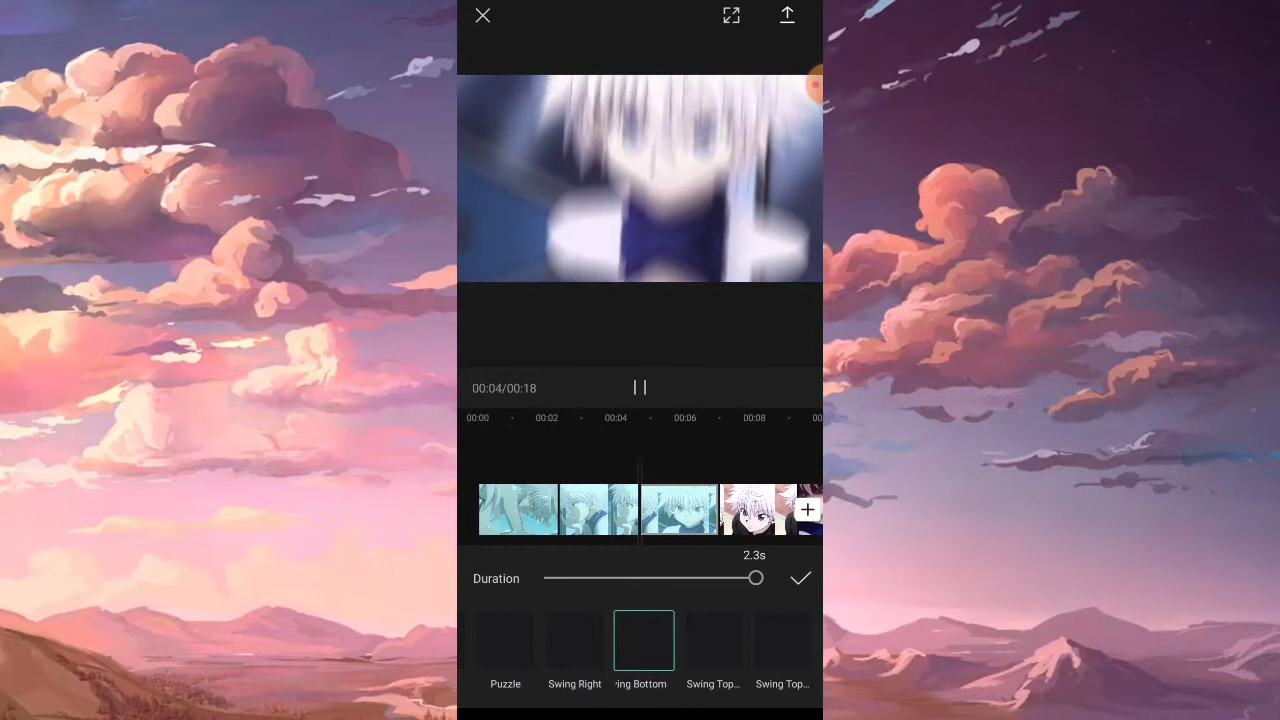 00:04/00:18
00:00 00:02 00:04 00:06 00:08 00
2.3s
Duration
Puzzle Swing Right ing Bottom Swing Top... Swing Top...